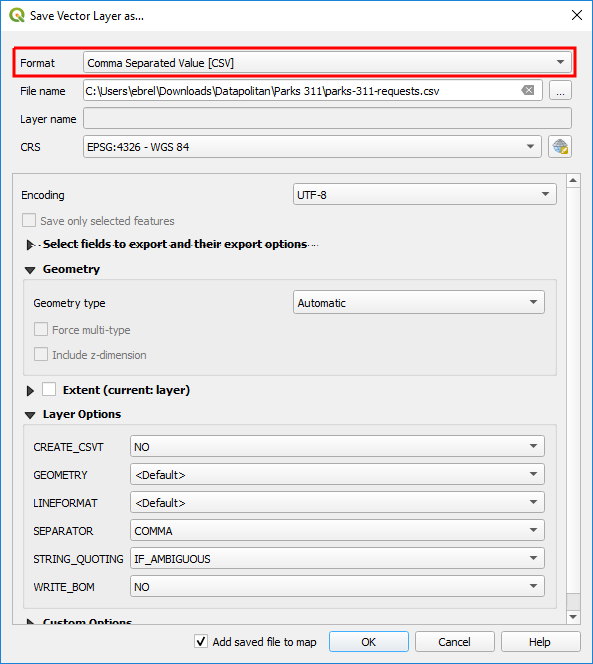 Save Vector Layer as...
Format Comma Separated Value [CSV]
File name C:\Users\ebrel\Downloads\Datapolitan\Parks 311\parks-311-requests.csv ...
Layer name
CRS EPSG:4326 - WGS 84
Encoding UTF-8
Save only selected features
Select fields to export and their export options
Geometry
Geometry type Automatic
Force multi-type
Include z-dimension
Extent (current: layer)
Layer Options
CREATE_CSVT NO
GEOMETRY <Default>
LINEFORMAT <Default>
SEPARATOR COMMA
STRING_QUOTING IF_AMBIGUOUS
WRITE_BOM NO
Custom Options
Add saved file to map OK Cancel Help